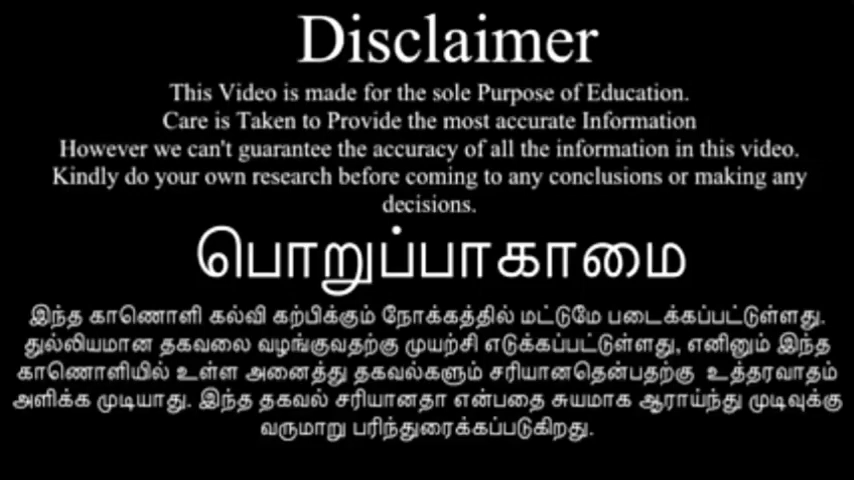 Disclaimer
This Video is made for the sole Purpose of Education.
Care is Taken to Provide the most accurate Information
However we can't guarantee the accuracy of all the information in this video.
Kindly do your own research before coming to any conclusions or making any
decisions.
பொறுப்பாகாமை
இந்த காணொளி கல்வி கற்பிக்கும் நோக்கத்தில் மட்டுமே படைக்கப்பட்டுள்ளது.
துல்லியமான தகவலை வழங்குவதற்கு முயற்சி எடுக்கப்பட்டுள்ளது, எனினும் இந்த
காணொளியில் உள்ள அனைத்து தகவல்களும் சரியானதென்பதற்கு உத்தரவாதம்
அளிக்க முடியாது. இந்த தகவல் சரியானதா என்பதை சுயமாக ஆராய்ந்து முடிவுக்கு
வருமாறு பரிந்துரைக்கப்படுகிறது.